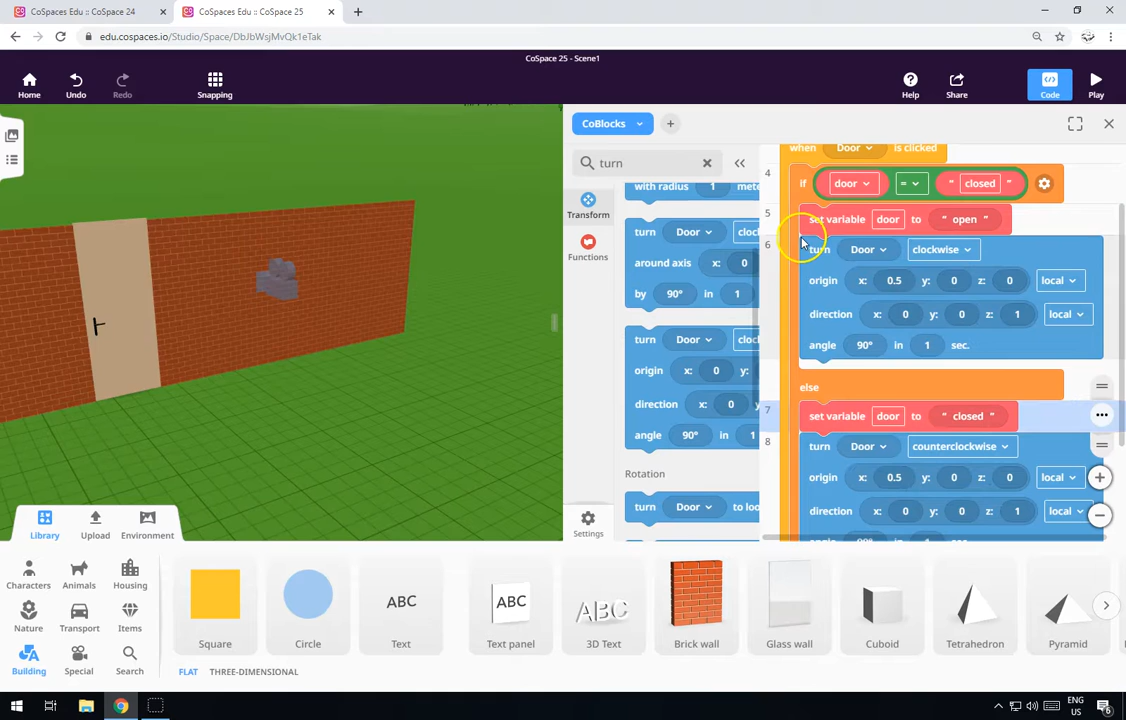 CoSpaces Edu :: CoSpace 24
CoSpaces Edu :: CoSpace 25
edu.cospaces.io/Studio/Space/DbJbWsjMvQk1eTak
CoSpace 25 - Scene1
Home
Undo
Redo
Snapping
Help
Share
Code
Play
CoBlocks
turn
Transform
Functions
Settings
with radius 1 mete
turn Door cloc
around axis x: 0
by 90° in 1
turn Door cloc
origin x: 0 y:
direction x: 0
angle 90° in 1
Rotation
turn Door to loo
when Door is clicked
4 if door = " closed "
5 set variable door to " open "
6 turn Door clockwise
origin x: 0.5 y: 0 z: 0 local
direction x: 0 y: 0 z: 1 local
angle 90° in 1 sec.
else
7 set variable door to " closed "
8 turn Door counterclockwise
origin x: 0.5 y: 0 z: 0 local
direction x: 0 y: 0 z: 1 local
Library
Upload
Environment
Characters
Animals
Housing
Nature
Transport
Items
Building
Special
Search
ABC
ABC
ABC
Square
Circle
Text
Text panel
3D Text
Brick wall
Glass wall
Cuboid
Tetrahedron
Pyramid
FLAT
THREE-DIMENSIONAL
ENG
US